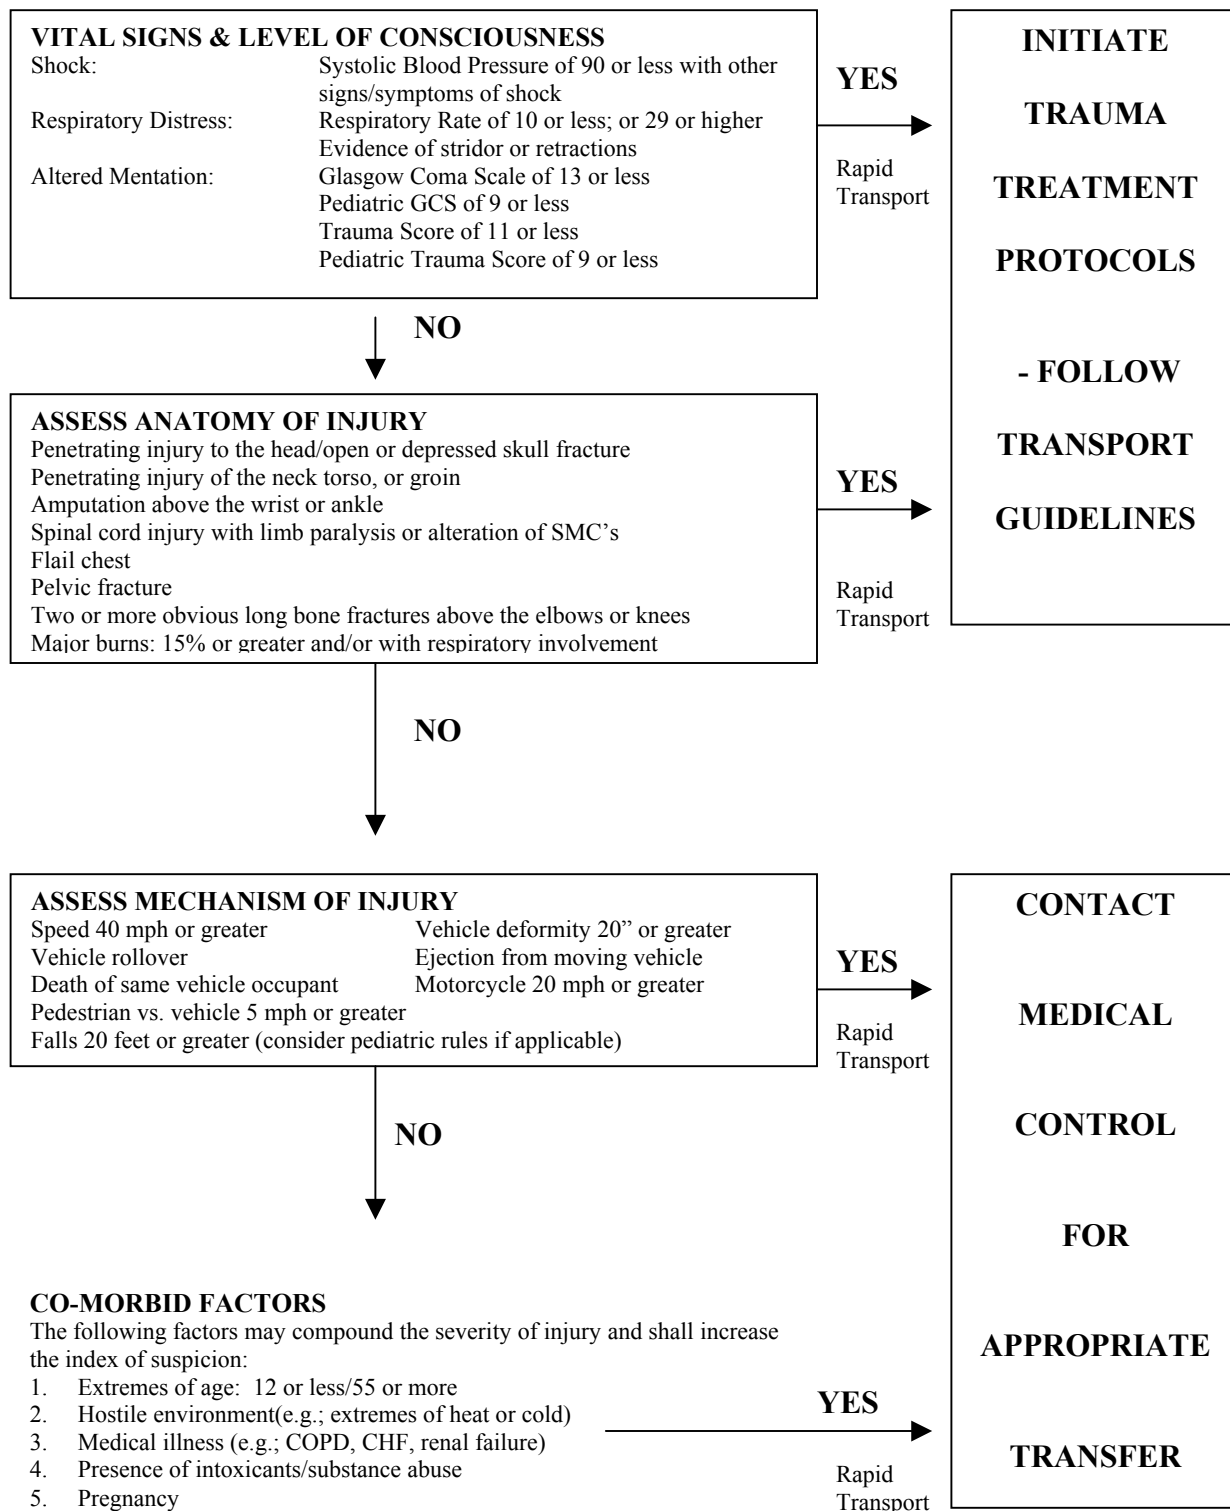 VITAL SIGNS & LEVEL OF CONSCIOUSNESS
Shock: Systolic Blood Pressure of 90 or less with other
signs/symptoms of shock
Respiratory Distress: Respiratory Rate of 10 or less; or 29 or higher
Evidence of stridor or retractions
Altered Mentation: Glasgow Coma Scale of 13 or less
Pediatric GCS of 9 or less
Trauma Score of 11 or less
Pediatric Trauma Score of 9 or less
YES
Rapid
Transport
INITIATE
TRAUMA
TREATMENT
PROTOCOLS
- FOLLOW
TRANSPORT
GUIDELINES
NO
ASSESS ANATOMY OF INJURY
Penetrating injury to the head/open or depressed skull fracture
Penetrating injury of the neck torso, or groin
Amputation above the wrist or ankle
Spinal cord injury with limb paralysis or alteration of SMC's
Flail chest
Pelvic fracture
Two or more obvious long bone fractures above the elbows or knees
Major burns: 15% or greater and/or with respiratory involvement
YES
Rapid
Transport
NO
ASSESS MECHANISM OF INJURY
Speed 40 mph or greater Vehicle deformity 20” or greater
Vehicle rollover Ejection from moving vehicle
Death of same vehicle occupant Motorcycle 20 mph or greater
Pedestrian vs. vehicle 5 mph or greater
Falls 20 feet or greater (consider pediatric rules if applicable)
YES
Rapid
Transport
CONTACT
MEDICAL
CONTROL
FOR
APPROPRIATE
TRANSFER
NO
CO-MORBID FACTORS
The following factors may compound the severity of injury and shall increase
the index of suspicion:
1. Extremes of age: 12 or less/55 or more
2. Hostile environment(e.g.; extremes of heat or cold)
3. Medical illness (e.g.; COPD, CHF, renal failure)
4. Presence of intoxicants/substance abuse
5. Pregnancy
YES
Rapid
Transport